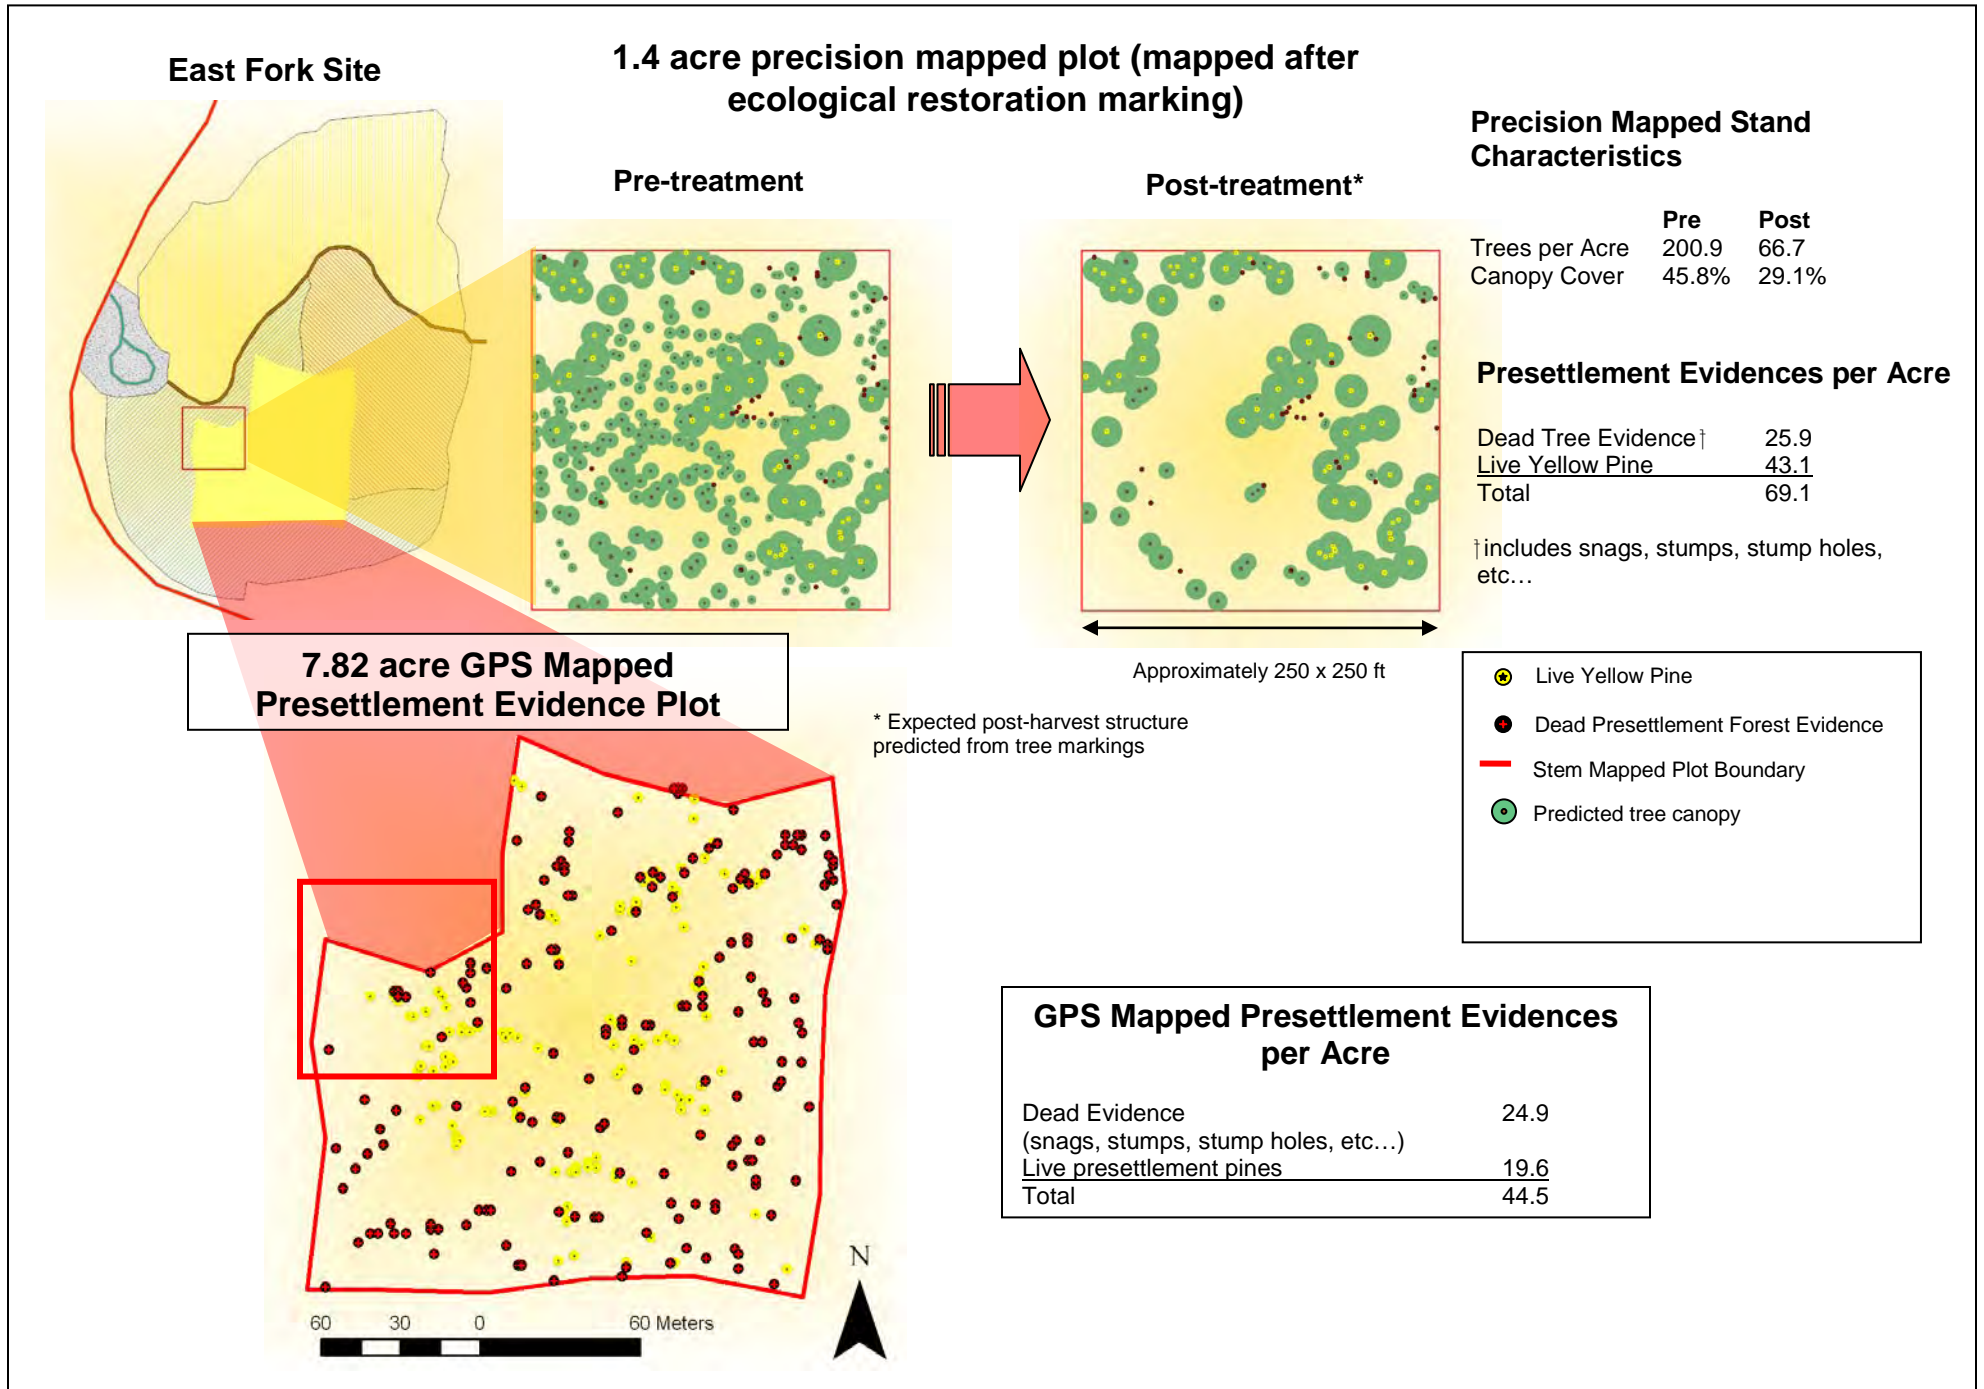 East Fork Site
1.4 acre precision mapped plot (mapped after
ecological restoration marking)
Pre-treatment
Post-treatment*
Precision Mapped Stand
Characteristics
Pre Post
Trees per Acre 200.9 66.7
Canopy Cover 45.8% 29.1%
Presettlement Evidences per Acre
Dead Tree Evidence† 25.9
Live Yellow Pine 43.1
Total 69.1
†includes snags, stumps, stump holes,
etc…
Approximately 250 x 250 ft
* Expected post-harvest structure
predicted from tree markings
7.82 acre GPS Mapped
Presettlement Evidence Plot
Live Yellow Pine
Dead Presettlement Forest Evidence
Stem Mapped Plot Boundary
Predicted tree canopy
GPS Mapped Presettlement Evidences
per Acre
Dead Evidence 24.9
(snags, stumps, stump holes, etc…)
Live presettlement pines 19.6
Total 44.5
N
60 30 0 60 Meters